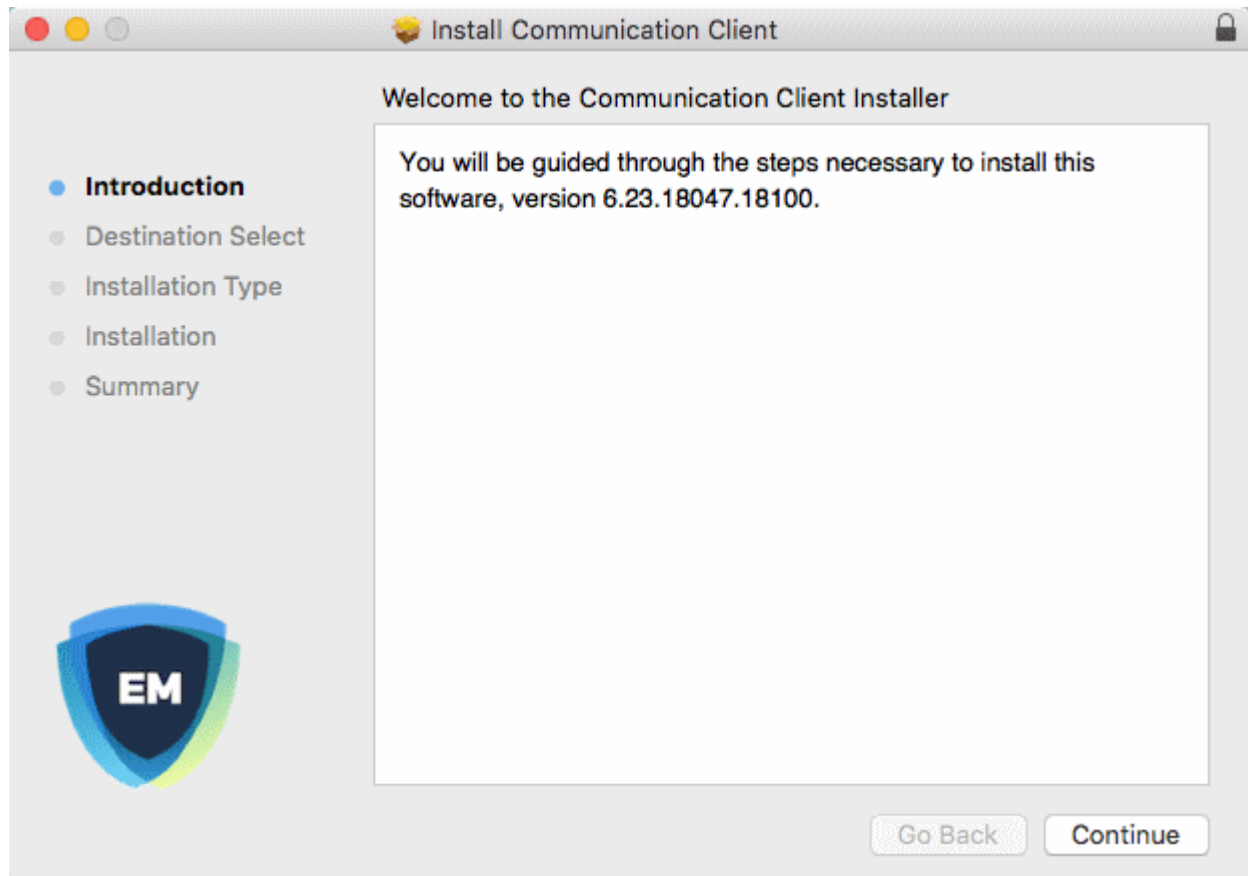 Install Communication Client
Welcome to the Communication Client Installer
You will be guided through the steps necessary to install this
software, version 6.23.18047.18100.
Introduction
Destination Select
Installation Type
Installation
Summary
EM
Go Back
Continue